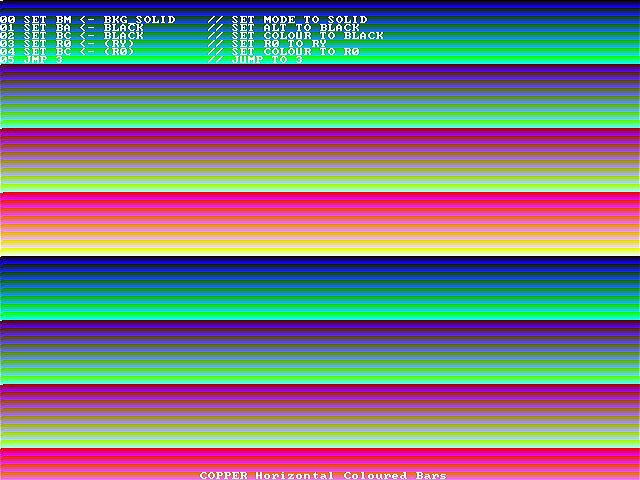 00 SET BM <- BKG_SOLID // SET MODE TO SOLID
01 SET BA <- BLACK // SET ALT TO BLACK
02 SET BC <- BLACK // SET COLOUR TO BLACK
03 SET R0 <- (RY) // SET R0 TO RY
04 SET BC <- (R0) // SET COLOUR TO R0
05 JMP 3 // JUMP TO 3
COPPER Horizontal Coloured Bars